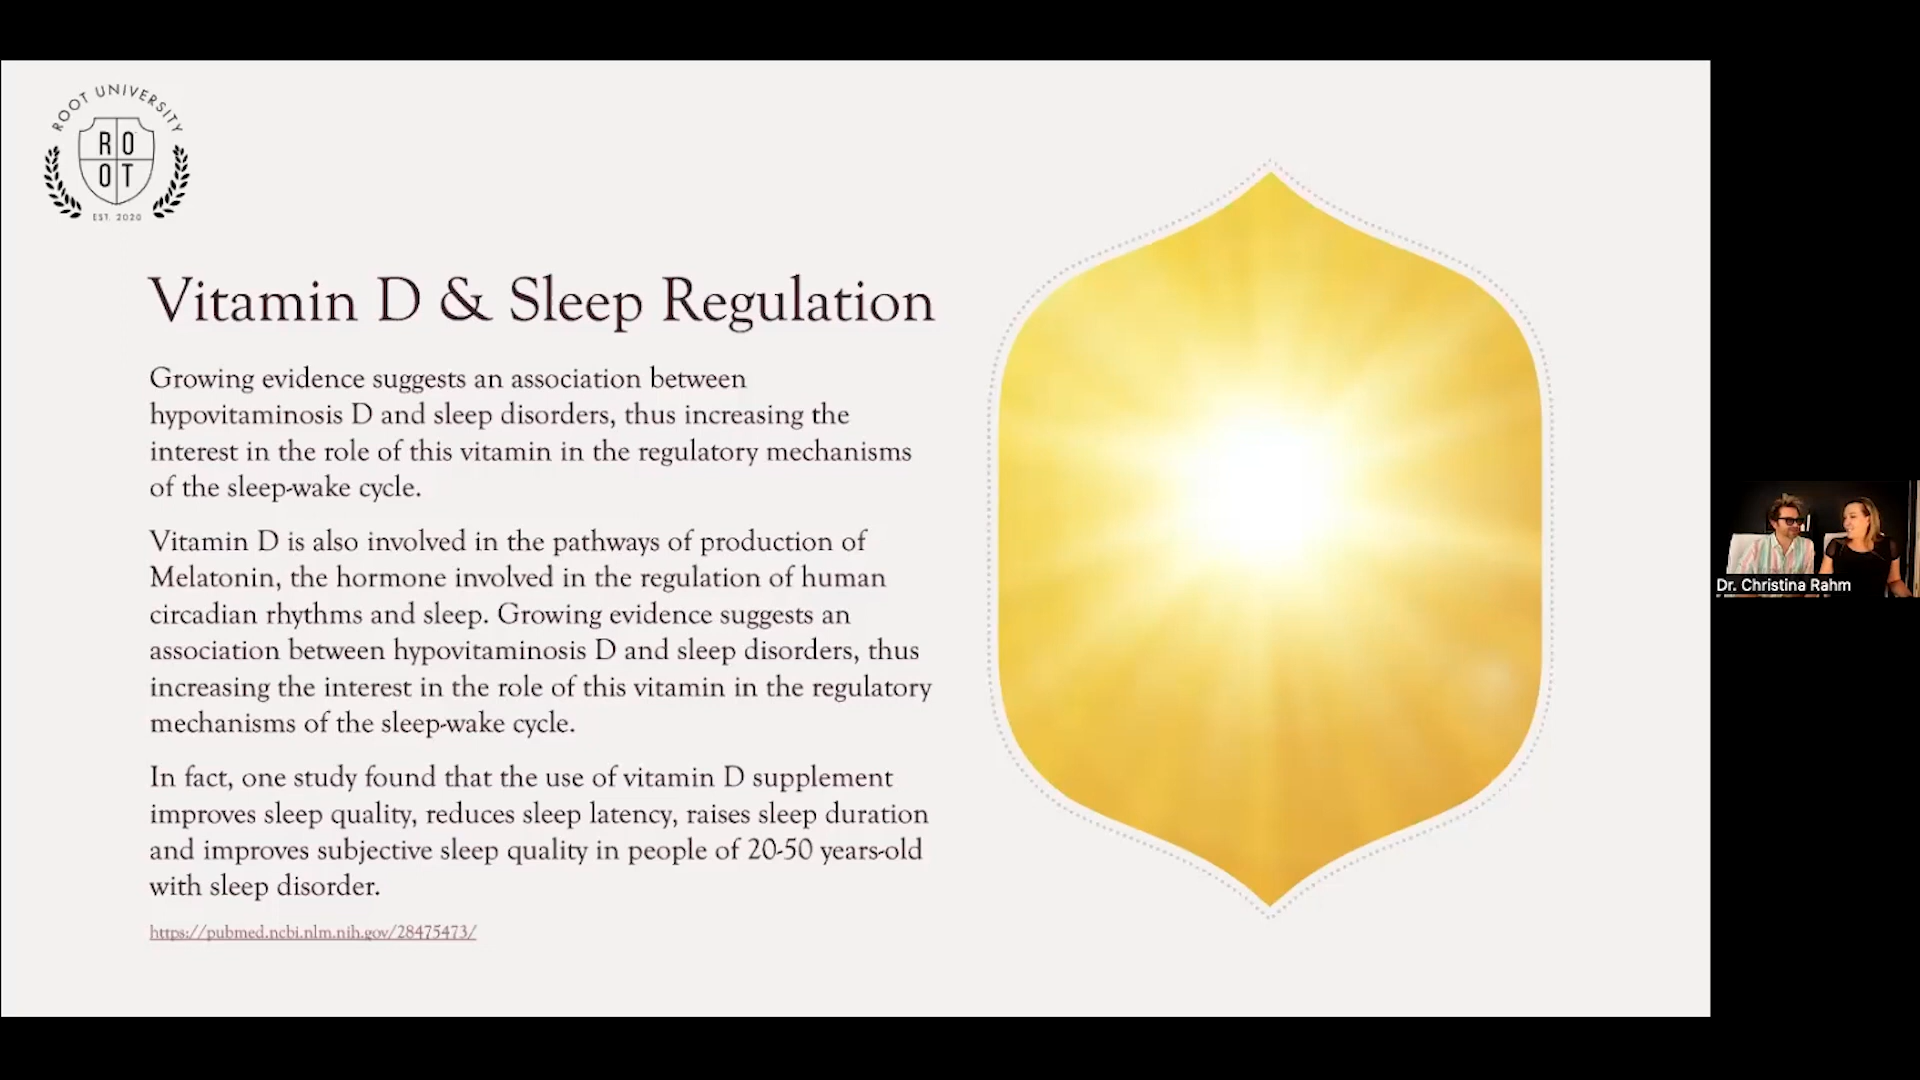 ROOT UNIVERSITY
RO
OT
EST. 2020
Vitamin D & Sleep Regulation
Growing evidence suggests an association between
hypovitaminosis D and sleep disorders, thus increasing the
interest in the role of this vitamin in the regulatory mechanisms
of the sleep-wake cycle.
Vitamin D is also involved in the pathways of production of
Melatonin, the hormone involved in the regulation of human
circadian rhythms and sleep. Growing evidence suggests an
association between hypovitaminosis D and sleep disorders, thus
increasing the interest in the role of this vitamin in the regulatory
mechanisms of the sleep-wake cycle.
In fact, one study found that the use of vitamin D supplement
improves sleep quality, reduces sleep latency, raises sleep duration
and improves subjective sleep quality in people of 20-50 years-old
with sleep disorder.
https://pubmed.ncbi.nlm.nih.gov/28475473/
Dr. Christina Rahm